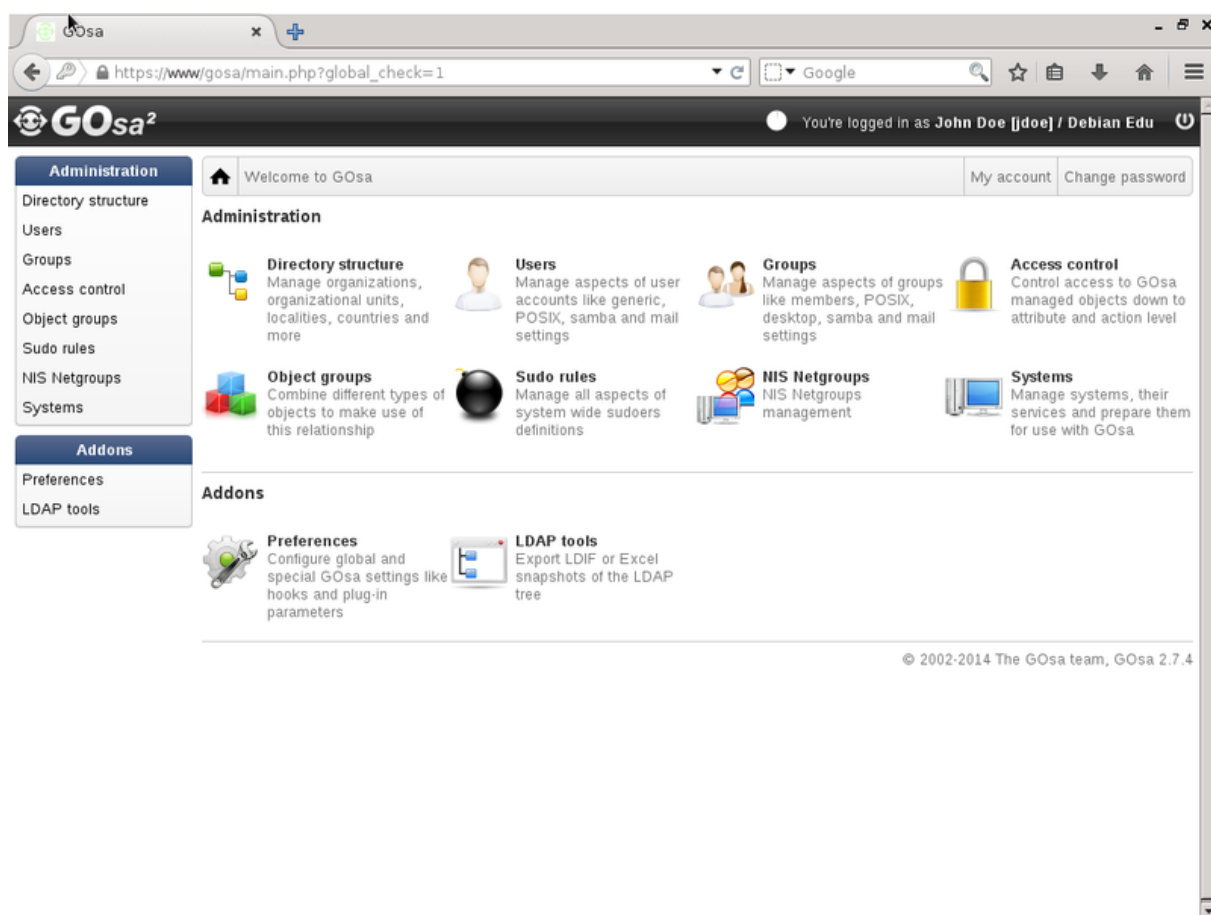 GOsa
https://www/gosa/main.php?global_check=1
Google
GOsa²
You're logged in as John Doe [jdoe] / Debian Edu
Administration
Directory structure
Users
Groups
Access control
Object groups
Sudo rules
NIS Netgroups
Systems
Addons
Preferences
LDAP tools
Welcome to GOsa
My account
Change password
Administration
Directory structure
Manage organizations,
organizational units,
localities, countries and
more
Users
Manage aspects of user
accounts like generic,
POSIX, samba and mail
settings
Groups
Manage aspects of groups
like members, POSIX,
desktop, samba and mail
settings
Access control
Control access to GOsa
managed objects down to
attribute and action level
Object groups
Combine different types of
objects to make use of
this relationship
Sudo rules
Manage all aspects of
system wide sudoers
definitions
NIS Netgroups
NIS Netgroups
management
Systems
Manage systems, their
services and prepare them
for use with GOsa
Addons
Preferences
Configure global and
special GOsa settings like
hooks and plug-in
parameters
LDAP tools
Export LDIF or Excel
snapshots of the LDAP
tree
© 2002-2014 The GOsa team, GOsa 2.7.4